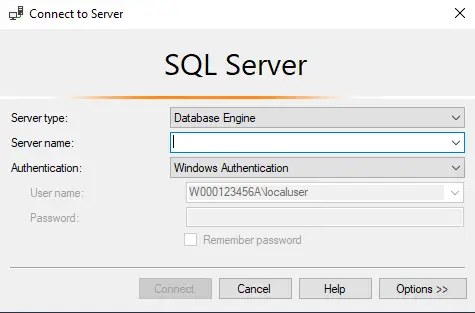 Connect to Server
SQL Server
Server type: Database Engine
Server name:
Authentication: Windows Authentication
User name: W000123456A\localuser
Password:
Remember password
Connect Cancel Help Options >>